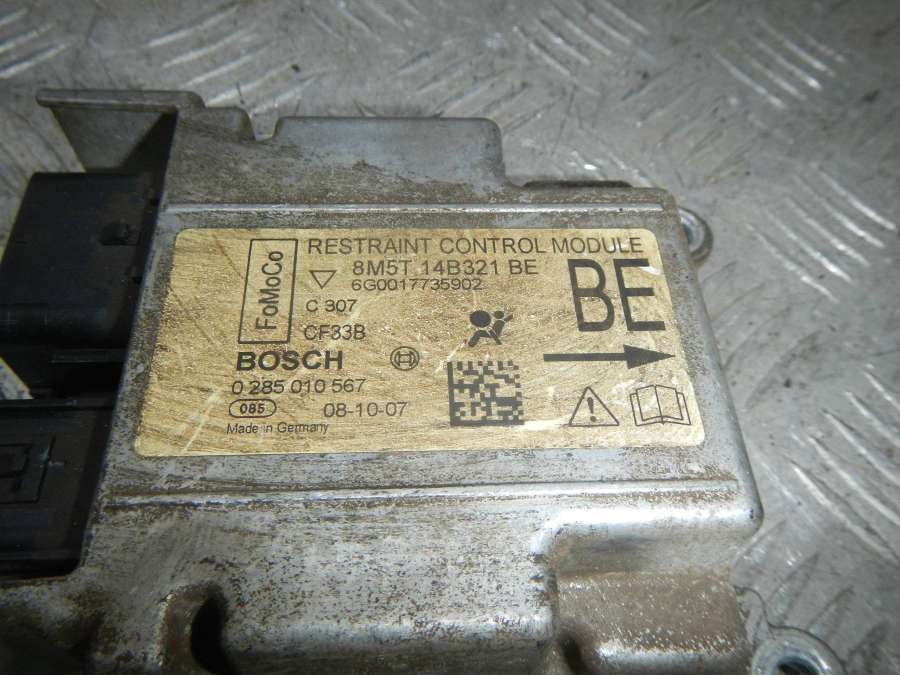 FoMoCo
RESTRAINT CONTROL MODULE
8M5T 14B321 BE
6G0017735902
BE
C 307
CF33B
BOSCH
0 285 010 567
085 08-10-07
Made in Germany